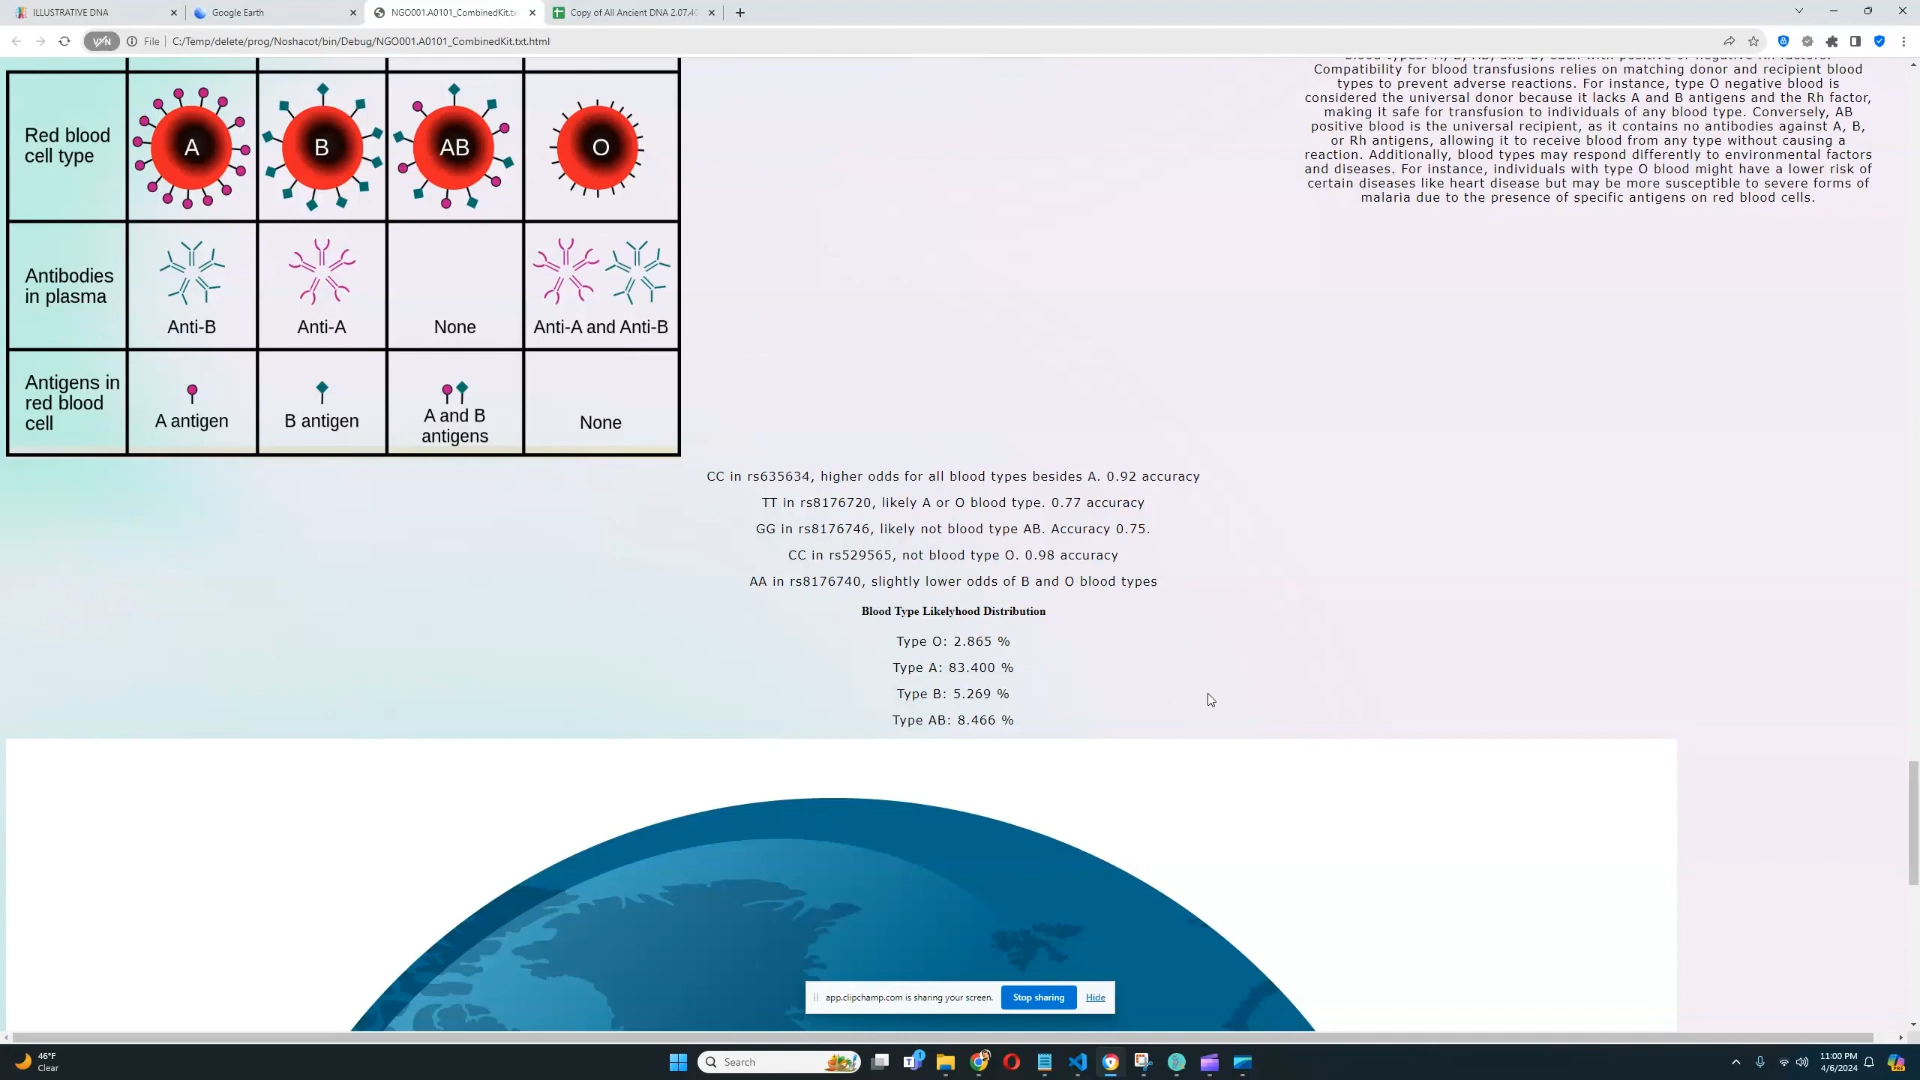 ILLUSTRATIVE DNA
Google Earth
NGO001.A0101_CombinedKit.tx
Copy of All Ancient DNA 2.07.4
File
C:/Temp/delete/prog/Noshacot/bin/Debug/NGO001.A0101_CombinedKit.txt.html
Compatibility for blood transfusions relies on matching donor and recipient blood
types to prevent adverse reactions. For instance, type O negative blood is
considered the universal donor because it lacks A and B antigens and the Rh factor,
making it safe for transfusion to individuals of any blood type. Conversely, AB
positive blood is the universal recipient, as it contains no antibodies against A, B,
or Rh antigens, allowing it to receive blood from any type without causing a
reaction. Additionally, blood types may respond differently to environmental factors
and diseases. For instance, individuals with type O blood might have a lower risk of
certain diseases like heart disease but may be more susceptible to severe forms of
malaria due to the presence of specific antigens on red blood cells.
Red blood
cell type
A
B
AB
O
Antibodies
in plasma
Anti-B
Anti-A
None
Anti-A and Anti-B
Antigens in
red blood
cell
A antigen
B antigen
A and B
antigens
None
CC in rs635634, higher odds for all blood types besides A. 0.92 accuracy
TT in rs8176720, likely A or O blood type. 0.77 accuracy
GG in rs8176746, likely not blood type AB. Accuracy 0.75.
CC in rs529565, not blood type O. 0.98 accuracy
AA in rs8176740, slightly lower odds of B and O blood types
Blood Type Likelyhood Distribution
Type O: 2.865 %
Type A: 83.400 %
Type B: 5.269 %
Type AB: 8.466 %
app.clipchamp.com is sharing your screen.
Stop sharing
Hide
46°F
Clear
Search
11:00 PM
4/6/2024